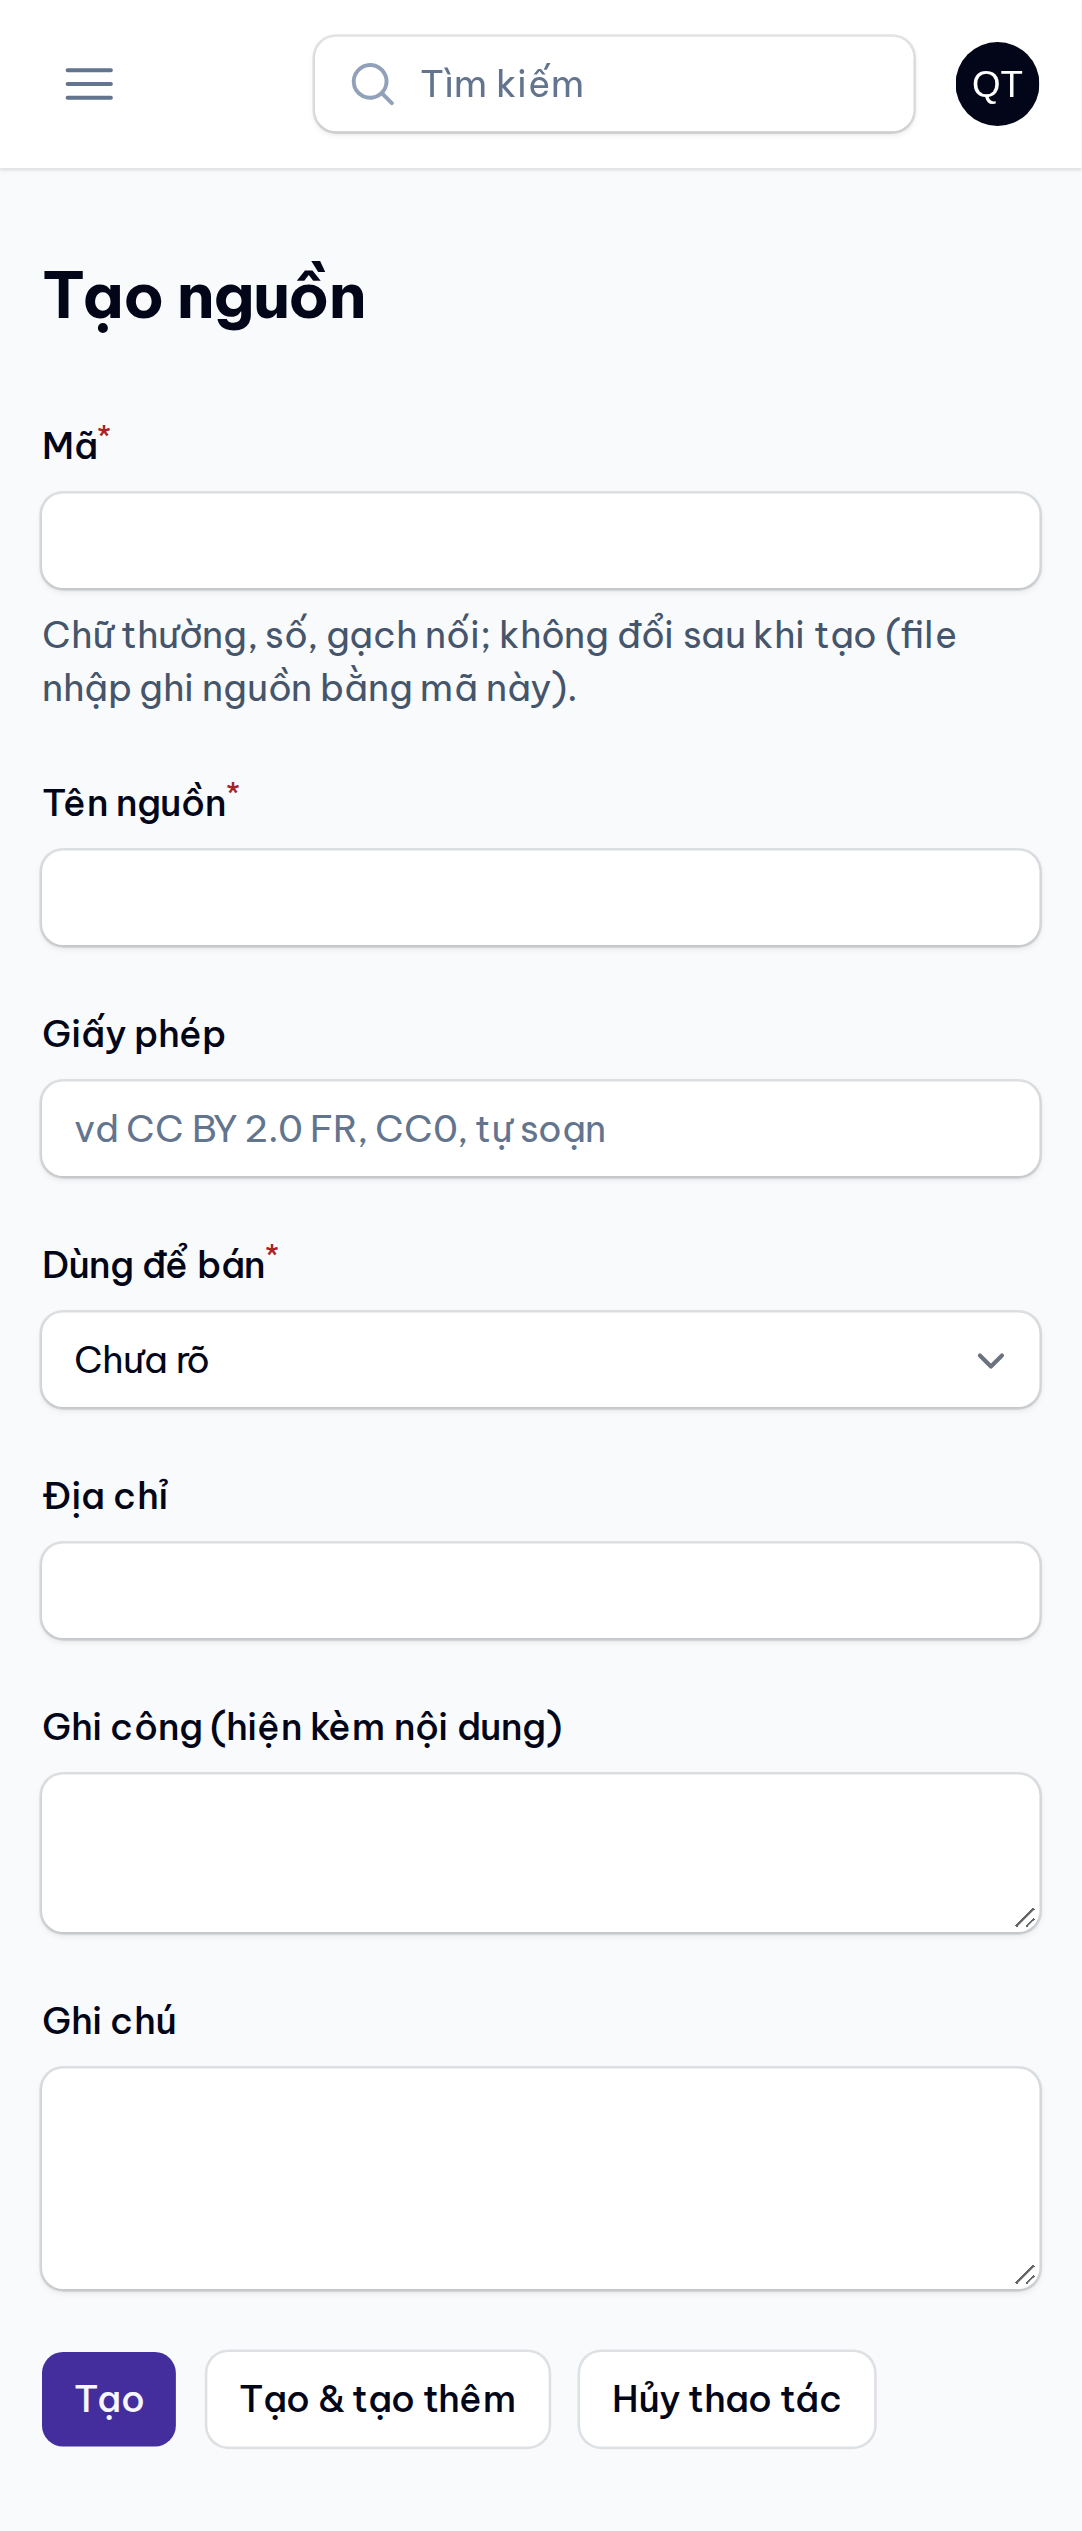 Tìm kiếm
QT
Tạo nguồn
Mã*
Chữ thường, số, gạch nối; không đổi sau khi tạo (file
nhập ghi nguồn bằng mã này).
Tên nguồn*
Giấy phép
vd CC BY 2.0 FR, CC0, tự soạn
Dùng để bán*
Chưa rõ
Địa chỉ
Ghi công (hiện kèm nội dung)
Ghi chú
Tạo
Tạo & tạo thêm
Hủy thao tác